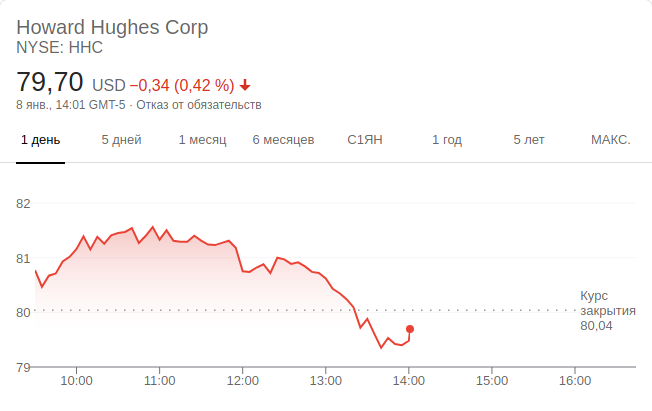 Howard Hughes Corp
NYSE: HHC
79,70 USD −0,34 (0,42 %)
8 янв., 14:01 GMT-5 · Отказ от обязательств
1 день 5 дней 1 месяц 6 месяцев С1ЯН 1 год 5 лет МАКС.
82
81
80
79
Курс
закрытия
80,04
10:00 11:00 12:00 13:00 14:00 15:00 16:00